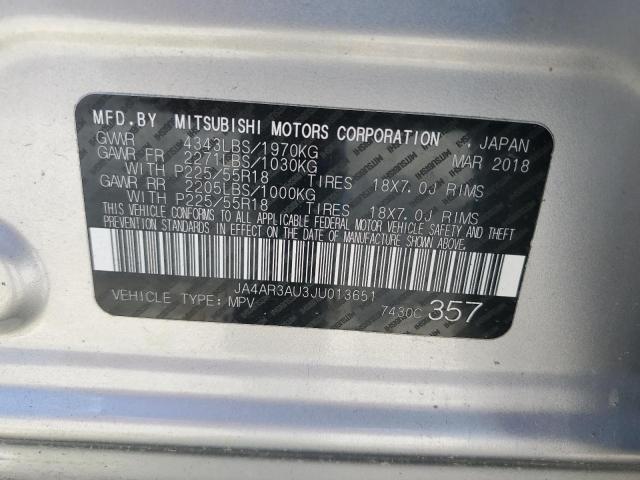 MFD.BY MITSUBISHI MOTORS CORPORATION , JAPAN
GVWR 4343LBS/1970KG MAR 2018
GAWR FR 2271LBS/1030KG
WITH P225/55R18 TIRES 18X7.0J RIMS
GAWR RR 2205LBS/1000KG
WITH P225/55R18 TIRES 18X7.0J RIMS
THIS VEHICLE CONFORMS TO ALL APPLICABLE FEDERAL MOTOR VEHICLE SAFETY AND THEFT
PREVENTION STANDARDS IN EFFECT ON THE DATE OF MANUFACTURE SHOWN ABOVE.
JA4AR3AU3JU013651
VEHICLE TYPE: MPV 7430C 357